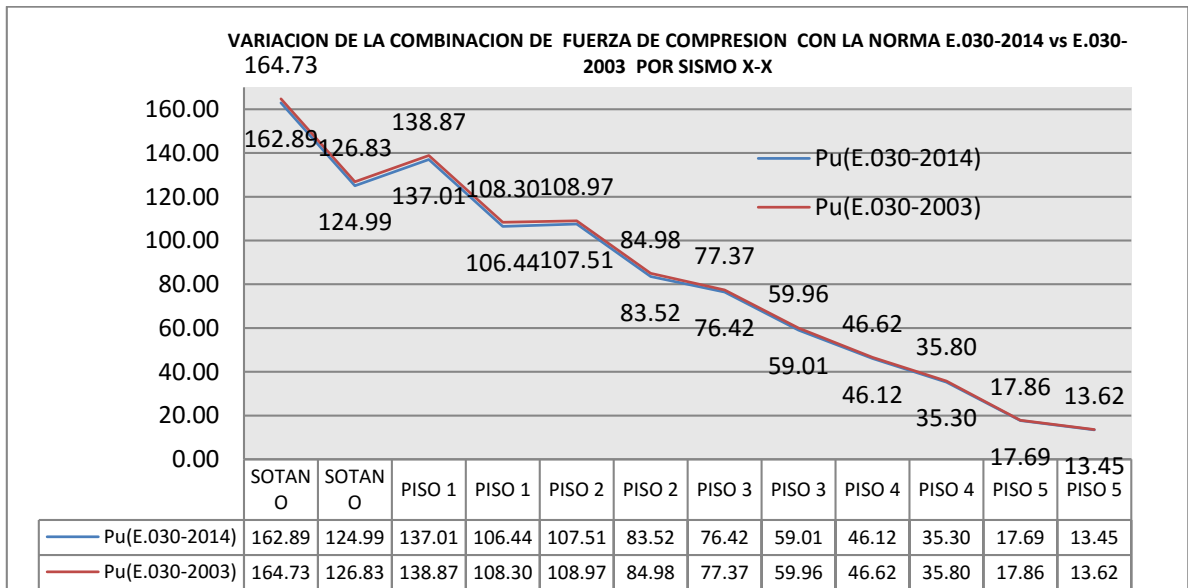 VARIACION DE LA COMBINACION DE FUERZA DE COMPRESION CON LA NORMA E.030-2014 vs E.030-
2003 POR SISMO X-X
164.73
160.00
162.89 126.83 138.87
140.00
Pu(E.030-2014)
120.00
124.99 137.01 108.30 108.97
Pu(E.030-2003)
100.00
106.44 107.51 84.98 77.37
80.00
83.52 76.42 59.96
60.00
59.01 46.62 35.80
40.00
46.12 35.30 17.86 13.62
20.00
17.69 13.45
0.00
SOTAN SOTAN PISO 1 PISO 1 PISO 2 PISO 2 PISO 3 PISO 3 PISO 4 PISO 4 PISO 5 PISO 5
O O
Pu(E.030-2014) 162.89 124.99 137.01 106.44 107.51 83.52 76.42 59.01 46.12 35.30 17.69 13.45
Pu(E.030-2003) 164.73 126.83 138.87 108.30 108.97 84.98 77.37 59.96 46.62 35.80 17.86 13.62